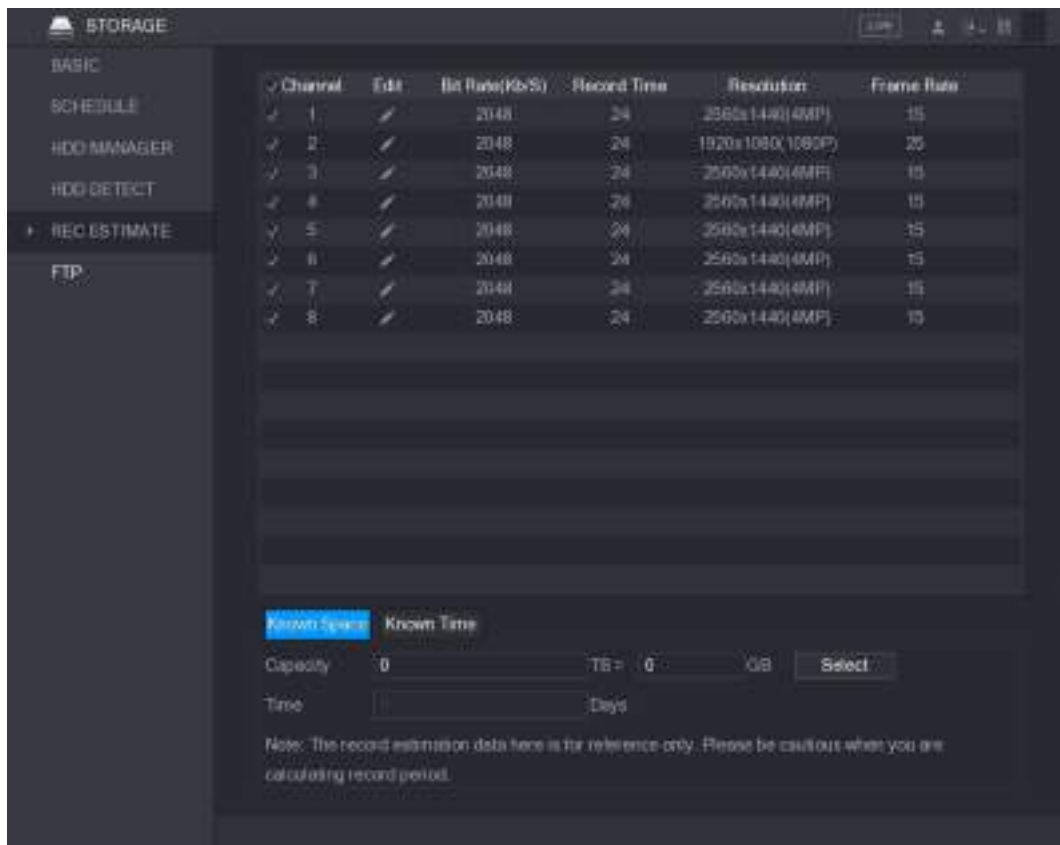 STORAGE
BASIC
SCHEDULE
HDD MANAGER
HDD DETECT
REC ESTIMATE
FTP
Channel Edit Bit Rate(Kb/S) Record Time Resolution Frame Rate
1 2048 24 2560x1440(4MP) 15
2 2048 24 1920x1080(1080P) 25
3 2048 24 2560x1440(4MP) 15
4 2048 24 2560x1440(4MP) 15
5 2048 24 2560x1440(4MP) 15
6 2048 24 2560x1440(4MP) 15
7 2048 24 2560x1440(4MP) 15
8 2048 24 2560x1440(4MP) 15
Known Space Known Time
Capacity 0 TB= 0 GB Select
Time Days
Note: The record estimation data here is for reference only. Please be cautious when you are
calculating record period.